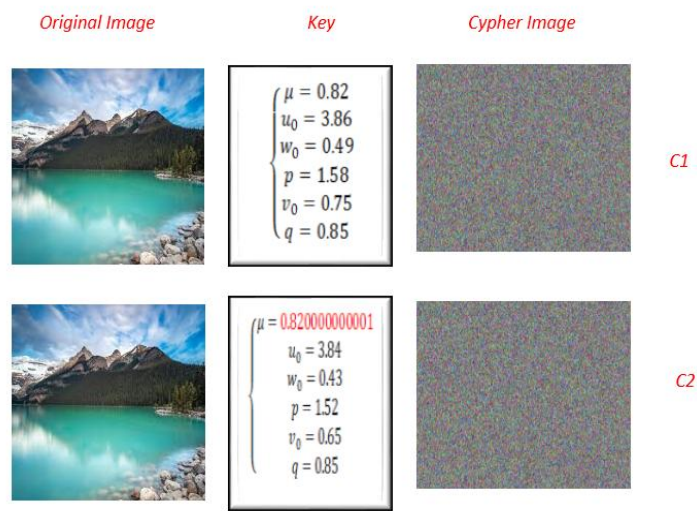 Original Image Key Cypher Image
μ = 0.82
u₀ = 3.86
w₀ = 0.49
p = 1.58
v₀ = 0.75
q = 0.85
C1
μ = 0.820000000001
u₀ = 3.84
w₀ = 0.43
p = 1.52
v₀ = 0.65
q = 0.85
C2